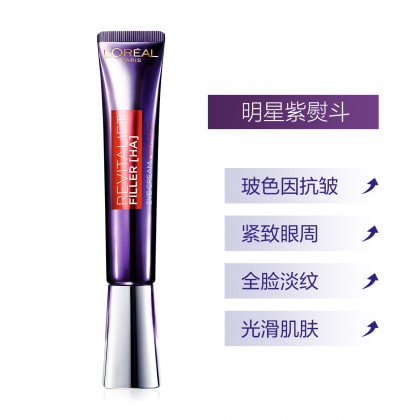 L'ORÉAL
PARIS
REVITALIFT
FILLER [HA]
EYE CREAM
明星紫熨斗
玻色因抗皱
紧致眼周
全脸淡纹
光滑肌肤